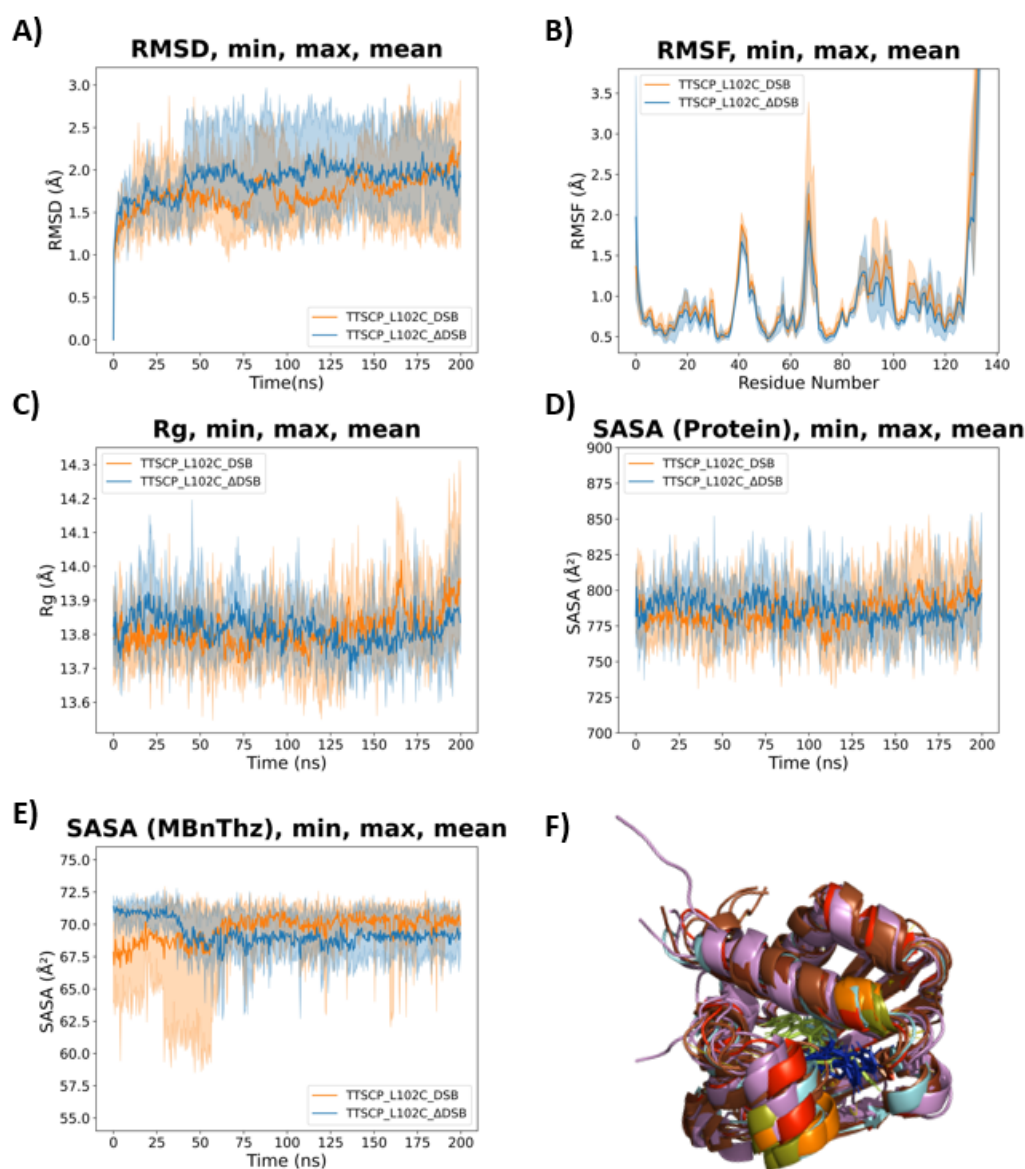 A)
RMSD, min, max, mean
RMSD (Å)
3.0
2.5
2.0
1.5
1.0
0.5
0.0
TTSCP_L102C_DSB
TTSCP_L102C_ΔDSB
0 25 50 75 100 125 150 175 200
Time(ns)
B)
RMSF, min, max, mean
RMSF (Å)
3.5
3.0
2.5
2.0
1.5
1.0
0.5
TTSCP_L102C_DSB
TTSCP_L102C_ΔDSB
0 20 40 60 80 100 120 140
Residue Number
C)
Rg, min, max, mean
Rg (Å)
14.3
14.2
14.1
14.0
13.9
13.8
13.7
13.6
TTSCP_L102C_DSB
TTSCP_L102C_ΔDSB
0 25 50 75 100 125 150 175 200
Time (ns)
D)
SASA (Protein), min, max, mean
SASA (Å²)
900
875
850
825
800
775
750
725
700
TTSCP_L102C_DSB
TTSCP_L102C_ΔDSB
0 25 50 75 100 125 150 175 200
Time (ns)
E)
SASA (MBnThz), min, max, mean
SASA (Å²)
75.0
72.5
70.0
67.5
65.0
62.5
60.0
57.5
55.0
TTSCP_L102C_DSB
TTSCP_L102C_ΔDSB
0 25 50 75 100 125 150 175 200
Time (ns)
F)